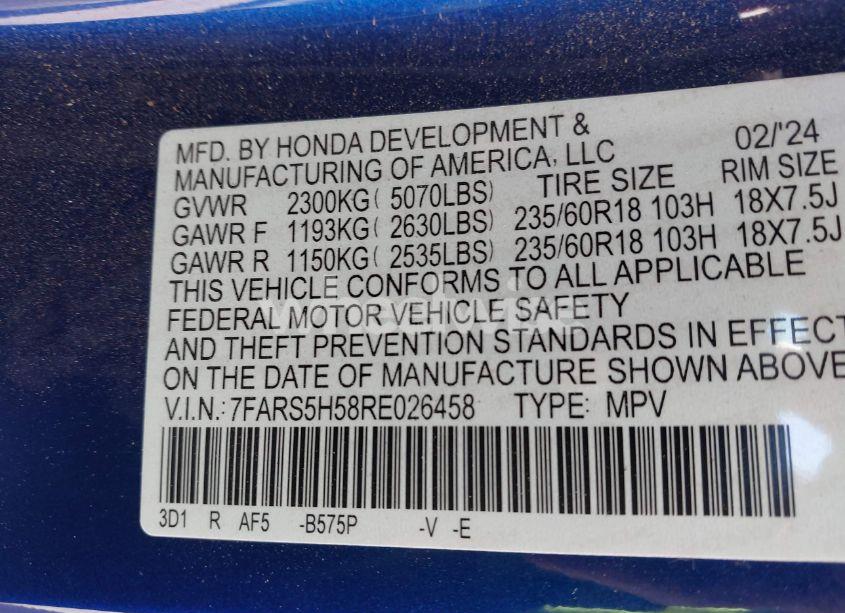 MFD. BY HONDA DEVELOPMENT & 02/'24
MANUFACTURING OF AMERICA, LLC TIRE SIZE RIM SIZE
GVWR 2300KG( 5070LBS)
GAWR F 1193KG( 2630LBS) 235/60R18 103H 18X7.5J
GAWR R 1150KG( 2535LBS) 235/60R18 103H 18X7.5J
THIS VEHICLE CONFORMS TO ALL APPLICABLE
FEDERAL MOTOR VEHICLE SAFETY
AND THEFT PREVENTION STANDARDS IN EFFECT
ON THE DATE OF MANUFACTURE SHOWN ABOVE
V.I.N.: 7FARS5H58RE026458 TYPE: MPV
3D1 R AF5 -B575P -V -E